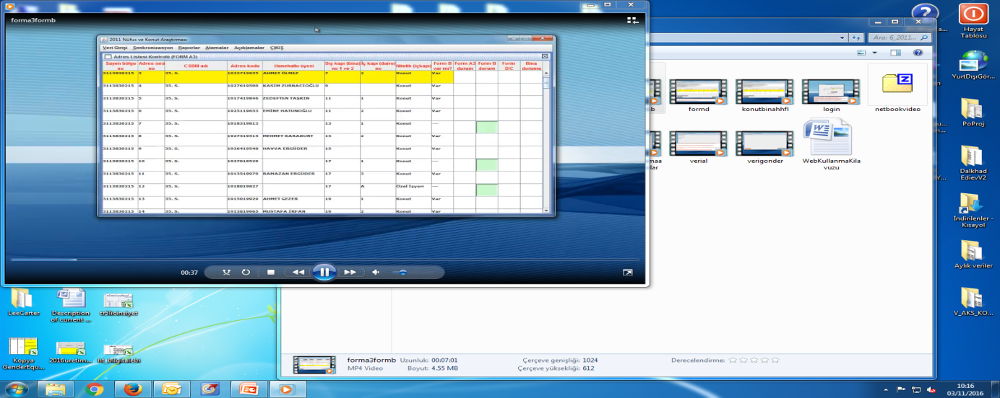 forma3formb
2011 Nüfus ve Konut Araştırması
Veri Girişi Senkronizasyon Raporlar Atamalar Açıklamalar ÇIKIŞ
Adres Listesi Kontrolü (FORM A3)
Sayım bölge no Adres sıra no CSBM adı Adres kodu Hanehalkı üyesi Dış kapı (bina) no 1 ve 2 İç kapı (daire) no Nitelik (içkapı) Form B var mı? Form A3 durum Form B durum Form D/C Bina durumu
3113830215 3 35. S. 1923719635 AHMET ÖLMEZ 7 2 Konut Var
3113830215 4 35. S. 1927619500 KASIM ZURNACIOĞLU 9 Konut Var
3113830215 5 35. S. 1917419846 ZEDEFTEN TAŞKIN 11 1 Konut Var
3113830215 6 35. S. 1925119653 EMİNE HATUNOĞLU 11 2 Konut Var
3113830215 7 35. S. 1918319813 13 1 Konut ---
3113830215 8 35. S. 1927319515 MEHMET KARAKURT 13 2 Konut Var
3113830215 9 35. S. 1926419548 HAVVA ERGÜDER 15 Konut Var
3113830215 10 35. S. 1927019529 17 1 Konut ---
3113830215 11 35. S. 1913519979 RAMAZAN ERGÜDER 17 3 Konut Var
3113830215 12 35. S. 1918019827 17 A Özel İşyeri ---
3113830215 13 35. S. 1915019929 AHMET GEZER 19 1 Konut Var
3113830215 14 35. S. 1913819965 MUSTAFA İRFAN 19 2 Konut Var
00:37
Ara: 6_2011...
formd
konutbinahhfl
login
netbookvideo
verial
verigonder
WebKullanmaKilavuzu
Hayat Tablosu
YurtDışıGör...
PoProj
Dalkhad EdievV2
İndirilenler - Kısayol
Aylık veriler
V_AKS_KO...
LeeCarter
Description of current ...
tr5licinsiyet
Kopya GenderEqu...
2016uretim...
ht_bilgital-tbl
forma3formb Uzunluk: 00:07:01 Çerçeve genişliği: 1024 Derecelendirme:
MP4 Video Boyut: 4.55 MB Çerçeve yüksekliği: 612
10:16
03/11/2016